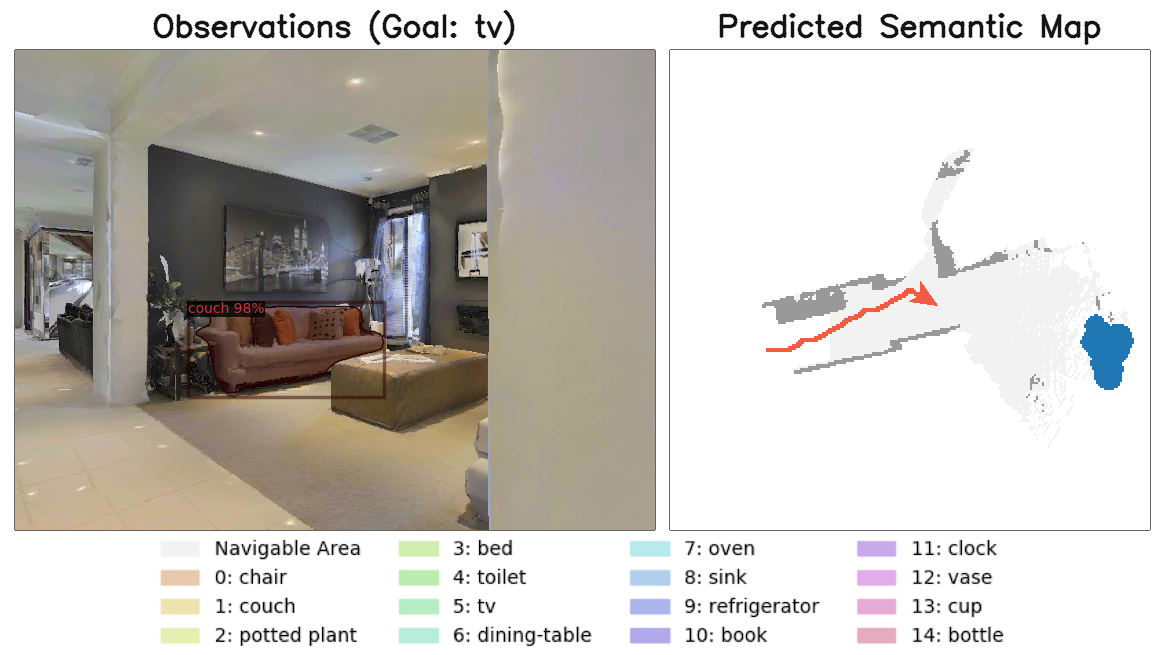 Observations (Goal: tv)
Predicted Semantic Map
couch 98%
Navigable Area
0: chair
1: couch
2: potted plant
3: bed
4: toilet
5: tv
6: dining-table
7: oven
8: sink
9: refrigerator
10: book
11: clock
12: vase
13: cup
14: bottle